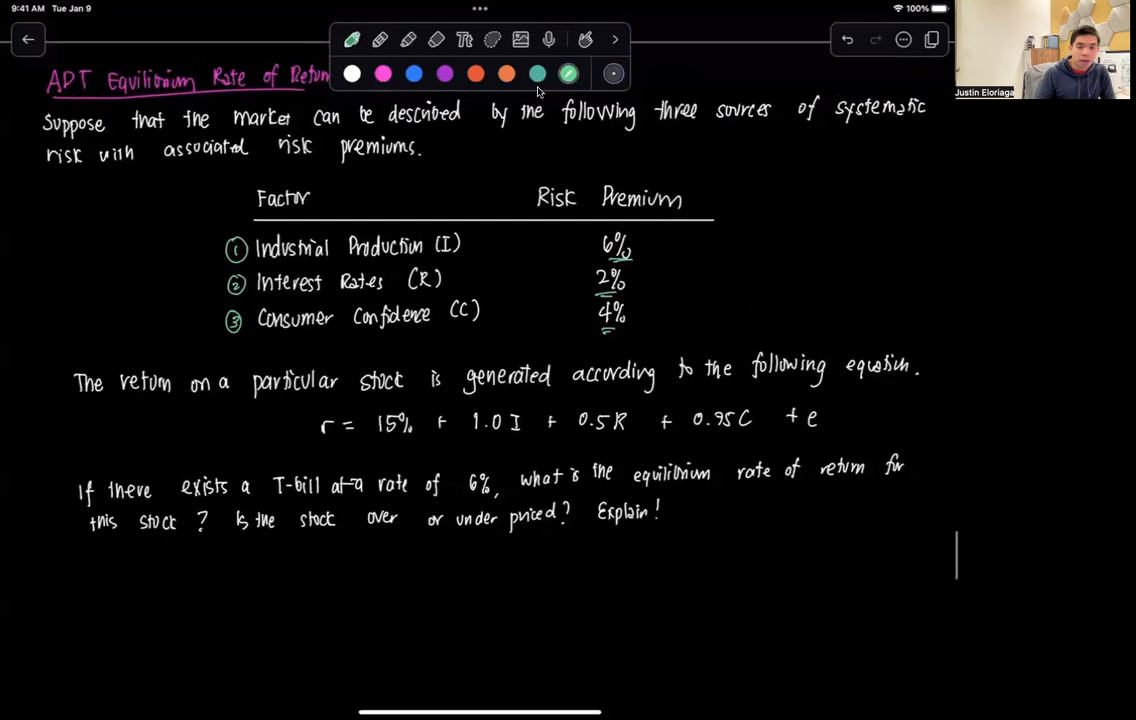 9:41 AM Tue Jan 9
100%
Justin Eloriaga
APT Equilibrium Rate of Return
Suppose that the market can be described by the following three sources of systematic
risk with associated risk premiums.
Factor Risk Premium
① Industrial Production (I) 6%
② Interest Rates (R) 2%
③ Consumer Confidence (C) 4%
The return on a particular stock is generated according to the following equation.
r = 15% + 1.0 I + 0.5R + 0.75C + e
If there exists a T-bill at a rate of 6%, what is the equilibrium rate of return for
this stock? Is the stock over or under priced? Explain!